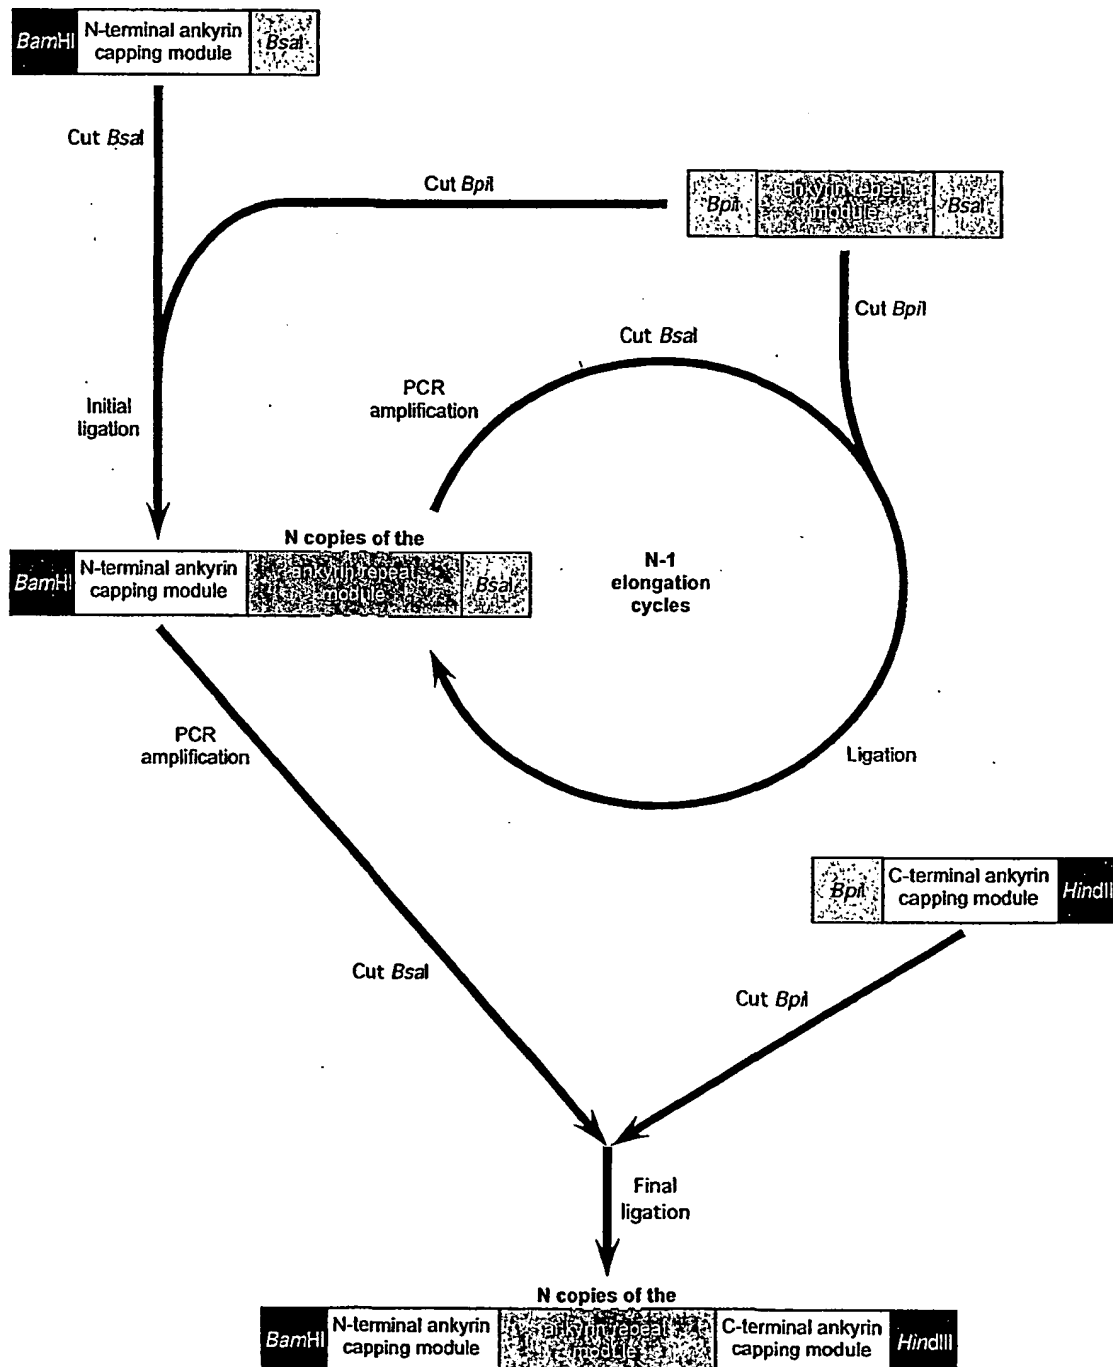 BamHI
N-terminal ankyrin
capping module
BsaI
Cut BsaI
Cut BpiI
BpiI
ankyrin repeat
module
BsaI
Cut BpiI
Cut BsaI
PCR
amplification
Initial
ligation
N copies of the
BamHI
N-terminal ankyrin
capping module
ankyrin repeat
module
BsaI
N-1
elongation
cycles
PCR
amplification
Ligation
BpiI
C-terminal ankyrin
capping module
HindIII
Cut BsaI
Cut BpiI
Final
ligation
N copies of the
BamHI
N-terminal ankyrin
capping module
ankyrin repeat
module
C-terminal ankyrin
capping module
HindIII